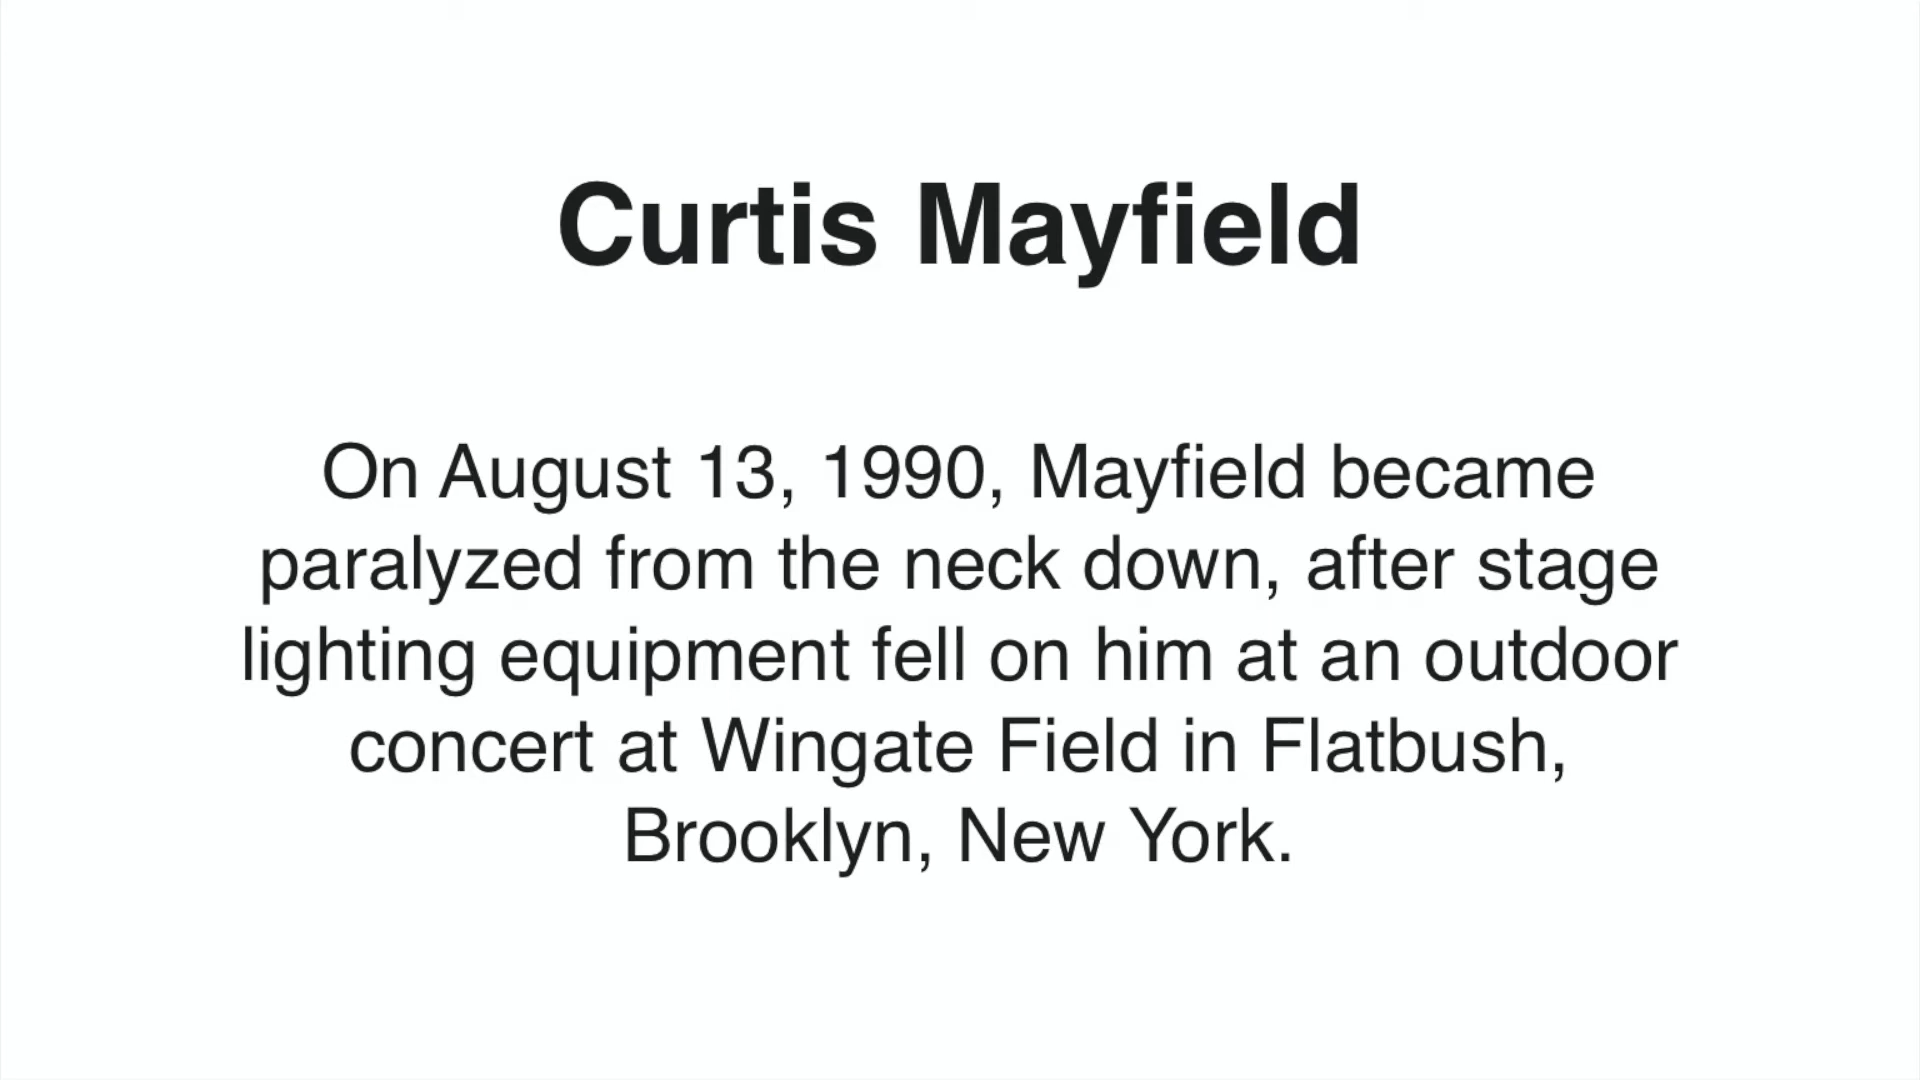 Curtis Mayfield
On August 13, 1990, Mayfield became
paralyzed from the neck down, after stage
lighting equipment fell on him at an outdoor
concert at Wingate Field in Flatbush,
Brooklyn, New York.